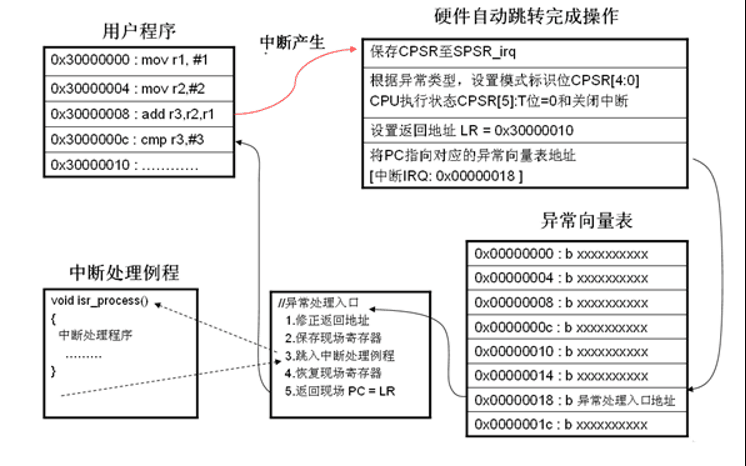 用户程序
0x30000000 : mov r1, #1
0x30000004 : mov r2,#2
0x30000008 : add r3,r2,r1
0x3000000c : cmp r3,#3
0x30000010 : …………
中断产生
硬件自动跳转完成操作
保存CPSR至SPSR_irq
根据异常类型，设置模式标识位CPSR[4:0]
CPU执行状态CPSR[5]:T位=0和关闭中断
设置返回地址 LR = 0x30000010
将PC指向对应的异常向量表地址
[中断IRQ: 0x00000018 ]
异常向量表
0x00000000 : b xxxxxxxxxx
0x00000004 : b xxxxxxxxxx
0x00000008 : b xxxxxxxxxx
0x0000000c : b xxxxxxxxxx
0x00000010 : b xxxxxxxxxx
0x00000014 : b xxxxxxxxxx
0x00000018 : b 异常处理入口地址
0x0000001c : b xxxxxxxxxx
//异常处理入口
1.修正返回地址
2.保存现场寄存器
3.跳入中断处理例程
4.恢复现场寄存器
5.返回现场 PC = LR
中断处理例程
void isr_process()
{
中断处理程序
………
}